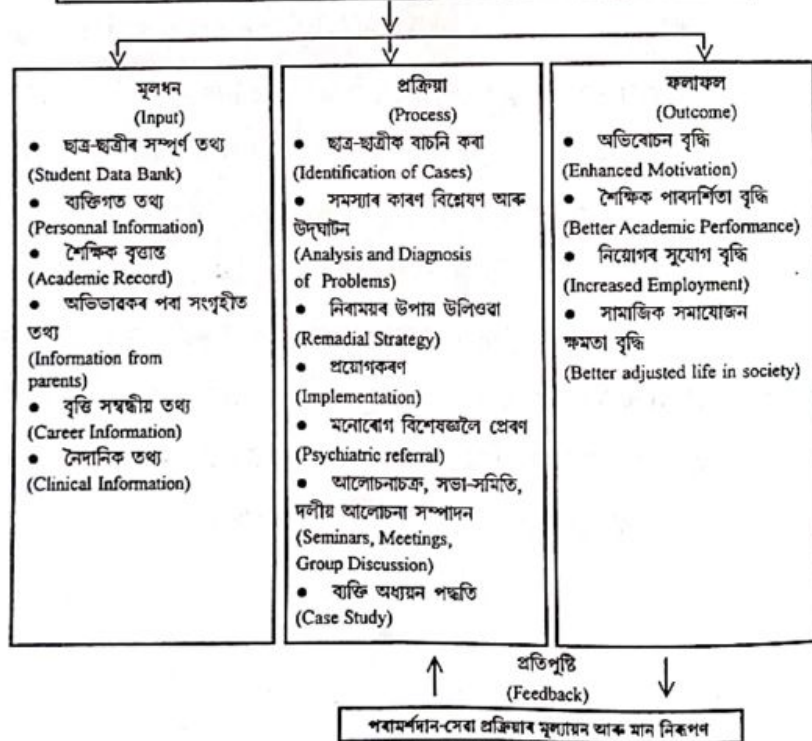 মূলধন
(Input)
● ছাত্ৰ-ছাত্ৰীৰ সম্পূৰ্ণ তথ্য
(Student Data Bank)
● ব্যক্তিগত তথ্য
(Personnal Information)
● শৈক্ষিক বৃত্তান্ত
(Academic Record)
● অভিভাৱকৰ পৰা সংগৃহীত
তথ্য
(Information from
parents)
● বৃত্তি সম্বন্ধীয় তথ্য
(Career Information)
● নৈদানিক তথ্য
(Clinical Information)
প্ৰক্ৰিয়া
(Process)
● ছাত্ৰ-ছাত্ৰীক বাচনি কৰা
(Identification of Cases)
● সমস্যাৰ কাৰণ বিশ্লেষণ আৰু
উদ্‌ঘাটন
(Analysis and Diagnosis
of Problems)
● নিৰাময়ৰ উপায় উলিওৱা
(Remadial Strategy)
● প্ৰয়োগকৰণ
(Implementation)
● মনোৰোগ বিশেষজ্ঞলৈ প্ৰেৰণ
(Psychiatric referral)
● আলোচনাচক্ৰ, সভা-সমিতি,
দলীয় আলোচনা সম্পাদন
(Seminars, Meetings,
Group Discussion)
● ব্যক্তি অধ্যয়ন পদ্ধতি
(Case Study)
ফলাফল
(Outcome)
● অভিৰোচন বৃদ্ধি
(Enhanced Motivation)
● শৈক্ষিক পাৰদৰ্শিতা বৃদ্ধি
(Better Academic Performance)
● নিয়োগৰ সুযোগ বৃদ্ধি
(Increased Employment)
● সামাজিক সমাযোজন
ক্ষমতা বৃদ্ধি
(Better adjusted life in society)
প্ৰতিপুষ্টি
(Feedback)
পৰামৰ্শদান-সেৱা প্ৰক্ৰিয়াৰ মূল্যায়ন আৰু মান নিৰূপণ